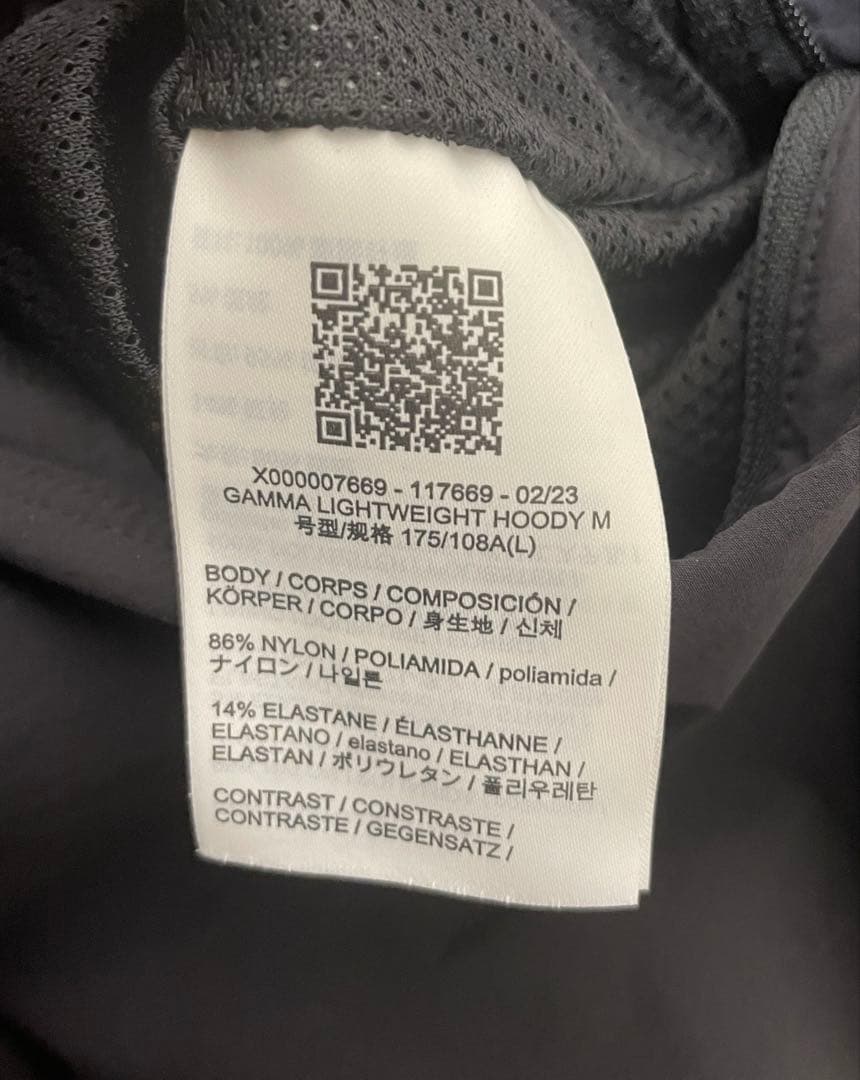 X000007669 - 117669 - 02/23
GAMMA LIGHTWEIGHT HOODY M
号型/规格 175/108A(L)
BODY / CORPS / COMPOSICIÓN /
KÖRPER / CORPO / 身生地 / 신체
86% NYLON / POLIAMIDA / poliamida /
ナイロン / 나일론
14% ELASTANE / ÉLASTHANNE /
ELASTANO / elastano / ELASTHAN /
ELASTAN / ポリウレタン / 폴리우레탄
CONTRAST / CONSTRASTE /
CONTRASTE / GEGENSATZ /